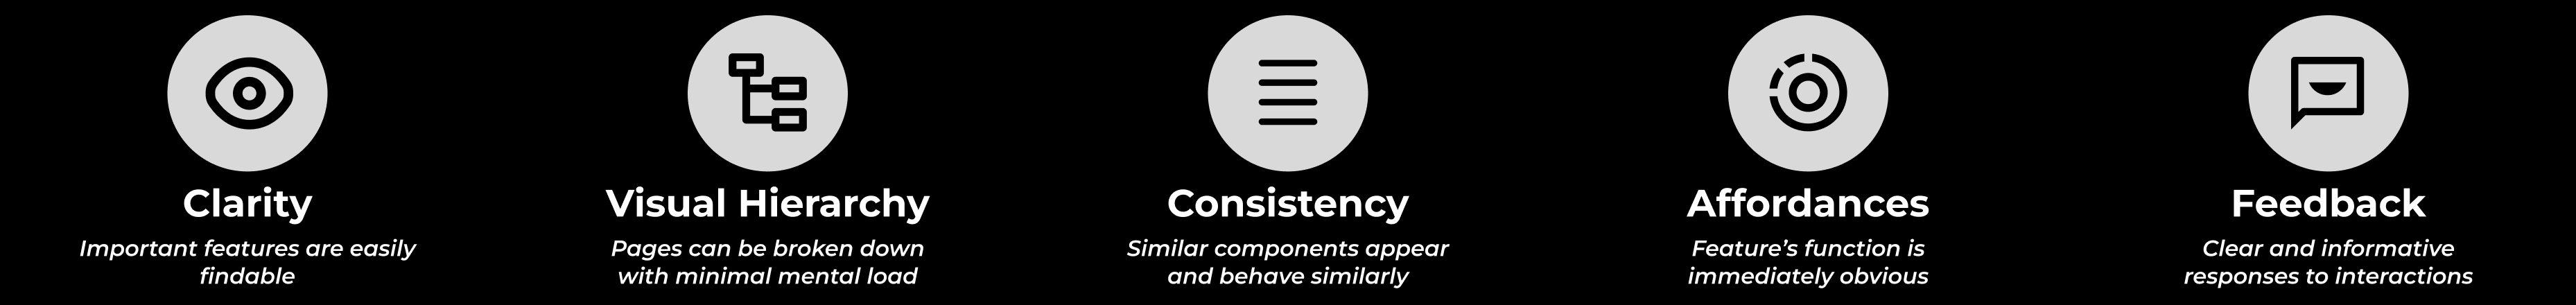 Clarity
Important features are easily
findable
Visual Hierarchy
Pages can be broken down
with minimal mental load
Consistency
Similar components appear
and behave similarly
Affordances
Feature’s function is
immediately obvious
Feedback
Clear and informative
responses to interactions